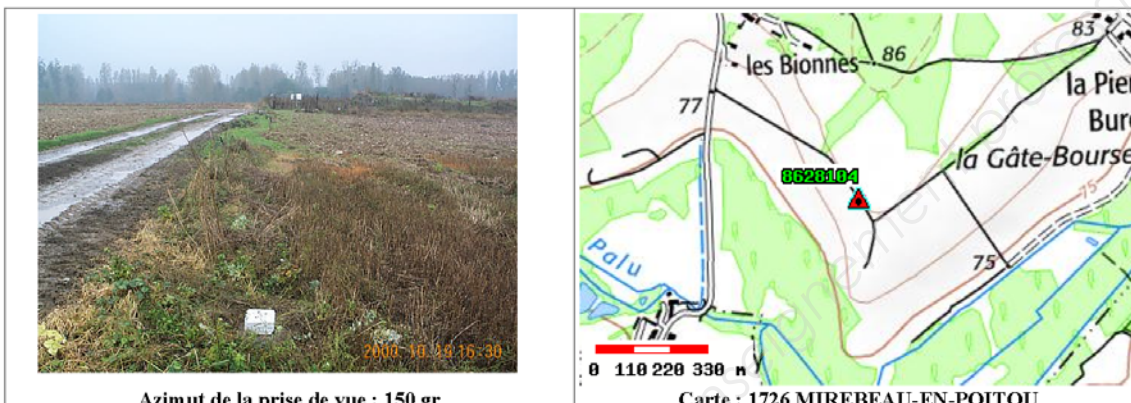 2000 10 16 16 30
Azimut de la prise de vue : 150 gr
83
les Bionnes 86
la Pier
77
Bur
la Gâte-Bourse
8628104
75
Palu
75
0 110 220 330 m
Carte : 1726 MIREBEAU-EN-POITOU